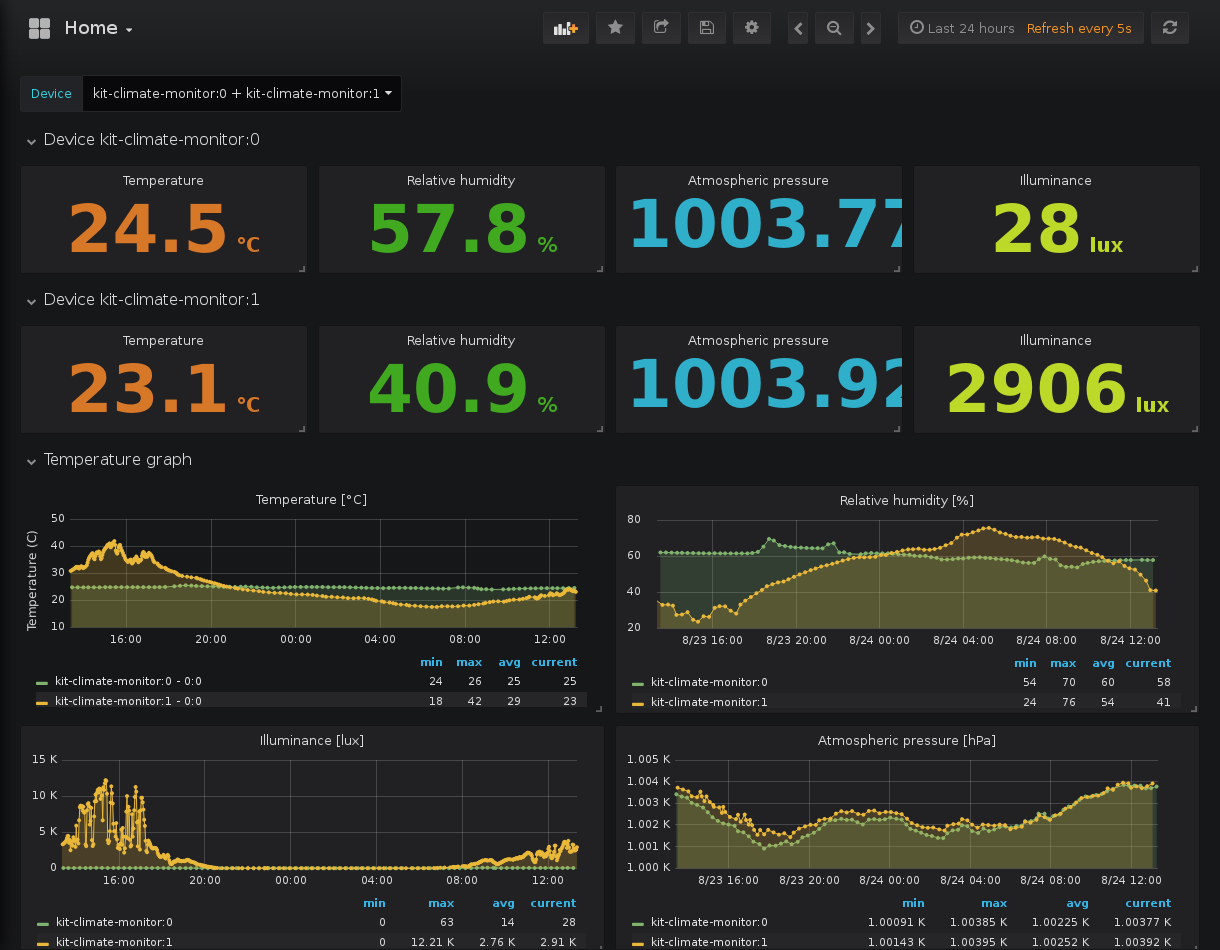 Home
Last 24 hours Refresh every 5s
Device kit-climate-monitor:0 + kit-climate-monitor:1
Device kit-climate-monitor:0
Temperature Relative humidity Atmospheric pressure Illuminance
24.5 °C 57.8 % 1003.77 28 lux
Device kit-climate-monitor:1
Temperature Relative humidity Atmospheric pressure Illuminance
23.1 °C 40.9 % 1003.92 2906 lux
Temperature graph
Temperature [°C]
Temperature (C)
50
40
30
20
10
16:00 20:00 00:00 04:00 08:00 12:00
min max avg current
kit-climate-monitor:0 - 0:0 24 26 25 25
kit-climate-monitor:1 - 0:0 18 42 29 23
Relative humidity [%]
80
60
40
20
8/23 16:00 8/23 20:00 8/24 00:00 8/24 04:00 8/24 08:00 8/24 12:00
min max avg current
kit-climate-monitor:0 54 70 60 58
kit-climate-monitor:1 24 76 54 41
Illuminance [lux]
15 K
10 K
5 K
0
16:00 20:00 00:00 04:00 08:00 12:00
min max avg current
kit-climate-monitor:0 0 63 14 28
kit-climate-monitor:1 0 12.21 K 2.76 K 2.91 K
Atmospheric pressure [hPa]
1.005 K
1.004 K
1.003 K
1.002 K
1.001 K
1.000 K
8/23 16:00 8/23 20:00 8/24 00:00 8/24 04:00 8/24 08:00 8/24 12:00
min max avg current
kit-climate-monitor:0 1.00091 K 1.00385 K 1.00225 K 1.00377 K
kit-climate-monitor:1 1.00143 K 1.00395 K 1.00252 K 1.00392 K